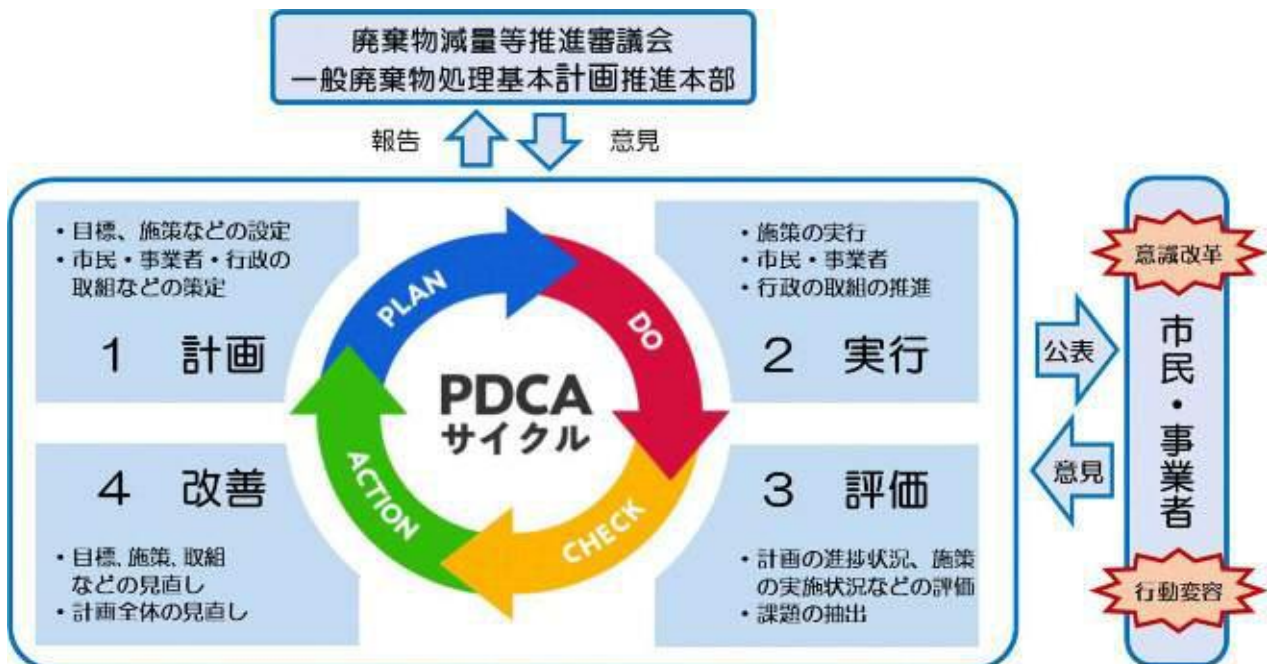 廃棄物減量等推進審議会
一般廃棄物処理基本計画推進本部
報告
意見
・目標、施策などの設定
・市民・事業者・行政の
取組などの策定
1 計画
・施策の実行
・市民・事業者
・行政の取組の推進
2 実行
PLAN
DO
PDCA
サイクル
ACTION
CHECK
4 改善
・目標、施策、取組
などの見直し
・計画全体の見直し
3 評価
・計画の進捗状況、施策
の実施状況などの評価
・課題の抽出
公表
意見
意識改革
市民・事業者
行動変容